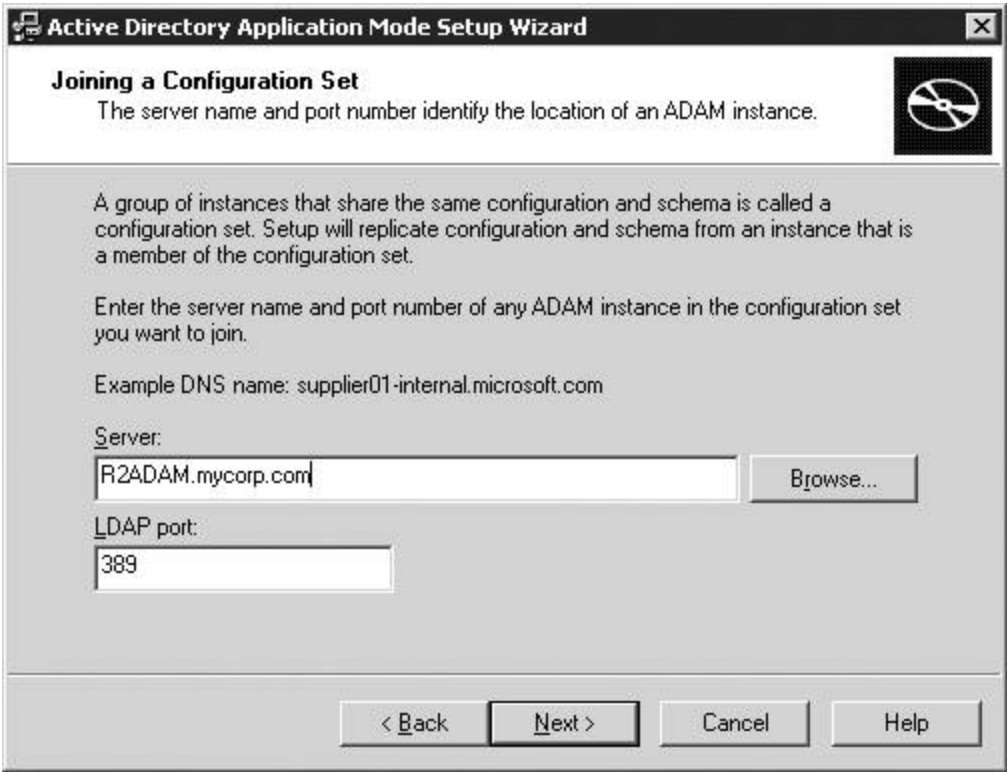 Active Directory Application Mode Setup Wizard
Joining a Configuration Set
The server name and port number identify the location of an ADAM instance.
A group of instances that share the same configuration and schema is called a
configuration set. Setup will replicate configuration and schema from an instance that is
a member of the configuration set.
Enter the server name and port number of any ADAM instance in the configuration set
you want to join.
Example DNS name: supplier01-internal.microsoft.com
Server:
R2ADAM.mycorp.com
Browse...
LDAP port:
389
< Back
Next >
Cancel
Help